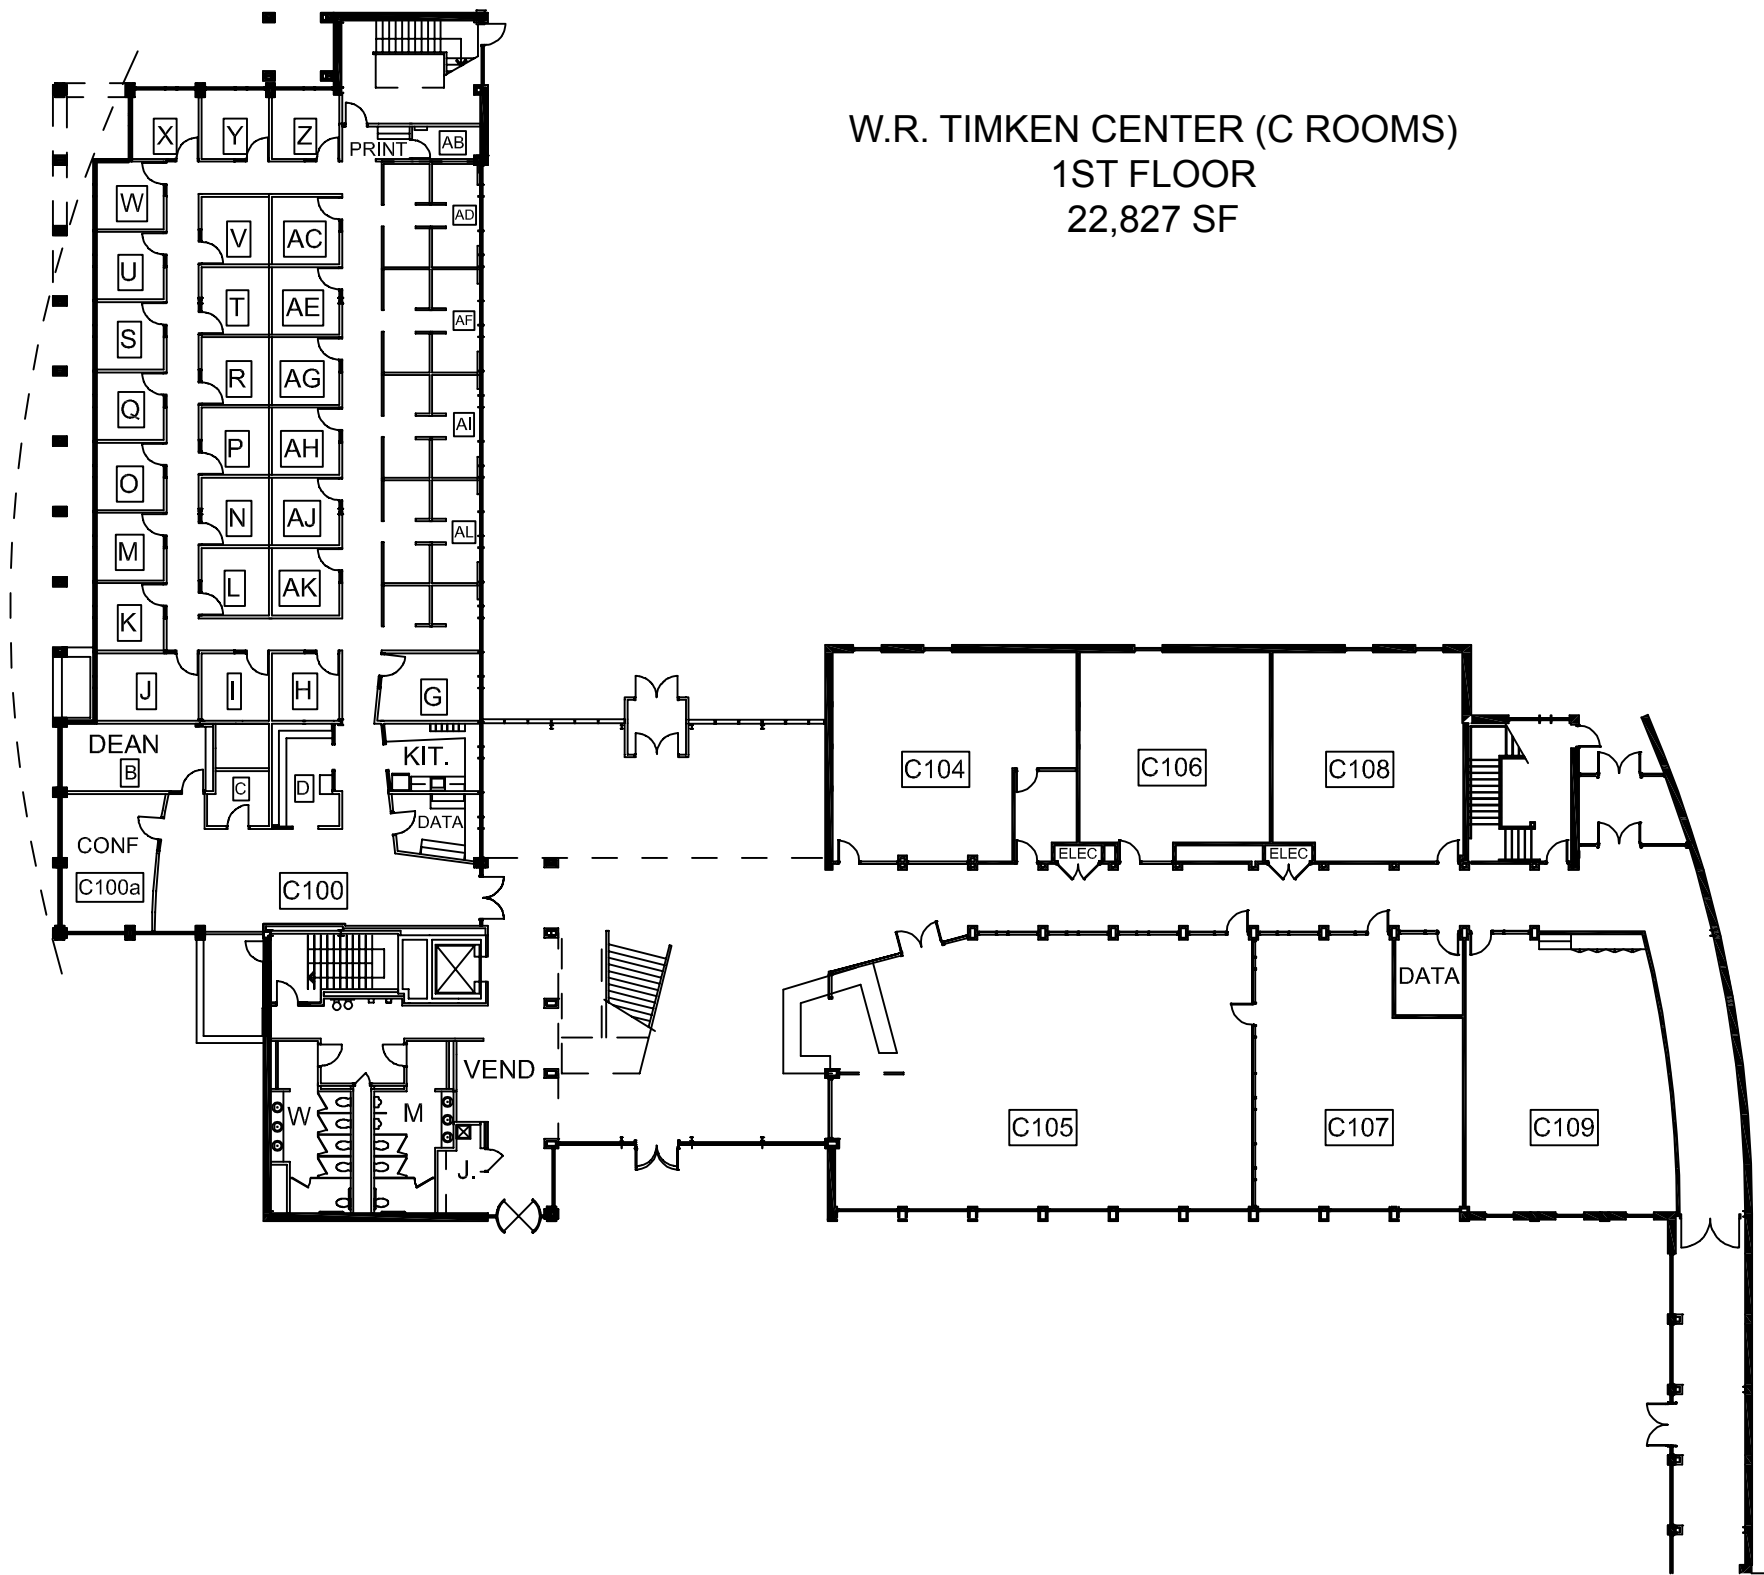 W.R. TIMKEN CENTER (C ROOMS)
1ST FLOOR
22,827 SF
X
Y
Z
PRINT
AB
W
V
AC
AD
U
T
AE
AF
S
R
AG
Q
P
AH
AI
O
N
AJ
AL
M
L
AK
K
J
I
H
G
DEAN
B
C
D
KIT.
DATA
CONF
C100a
C100
C104
C106
C108
ELEC
ELEC
DATA
VEND
W
M
J.
C105
C107
C109